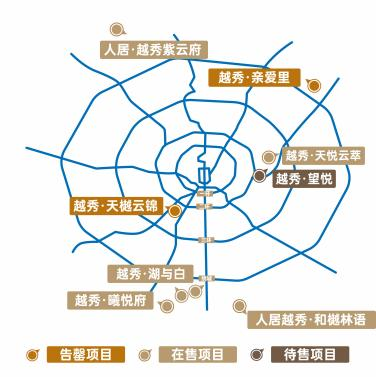 人居·越秀紫云府
越秀·亲爱里
越秀·天悦云萃
越秀·望悦
越秀·天樾云锦
越秀·湖与白
越秀·曦悦府
人居越秀·和樾林语
告罄项目
在售项目
待售项目